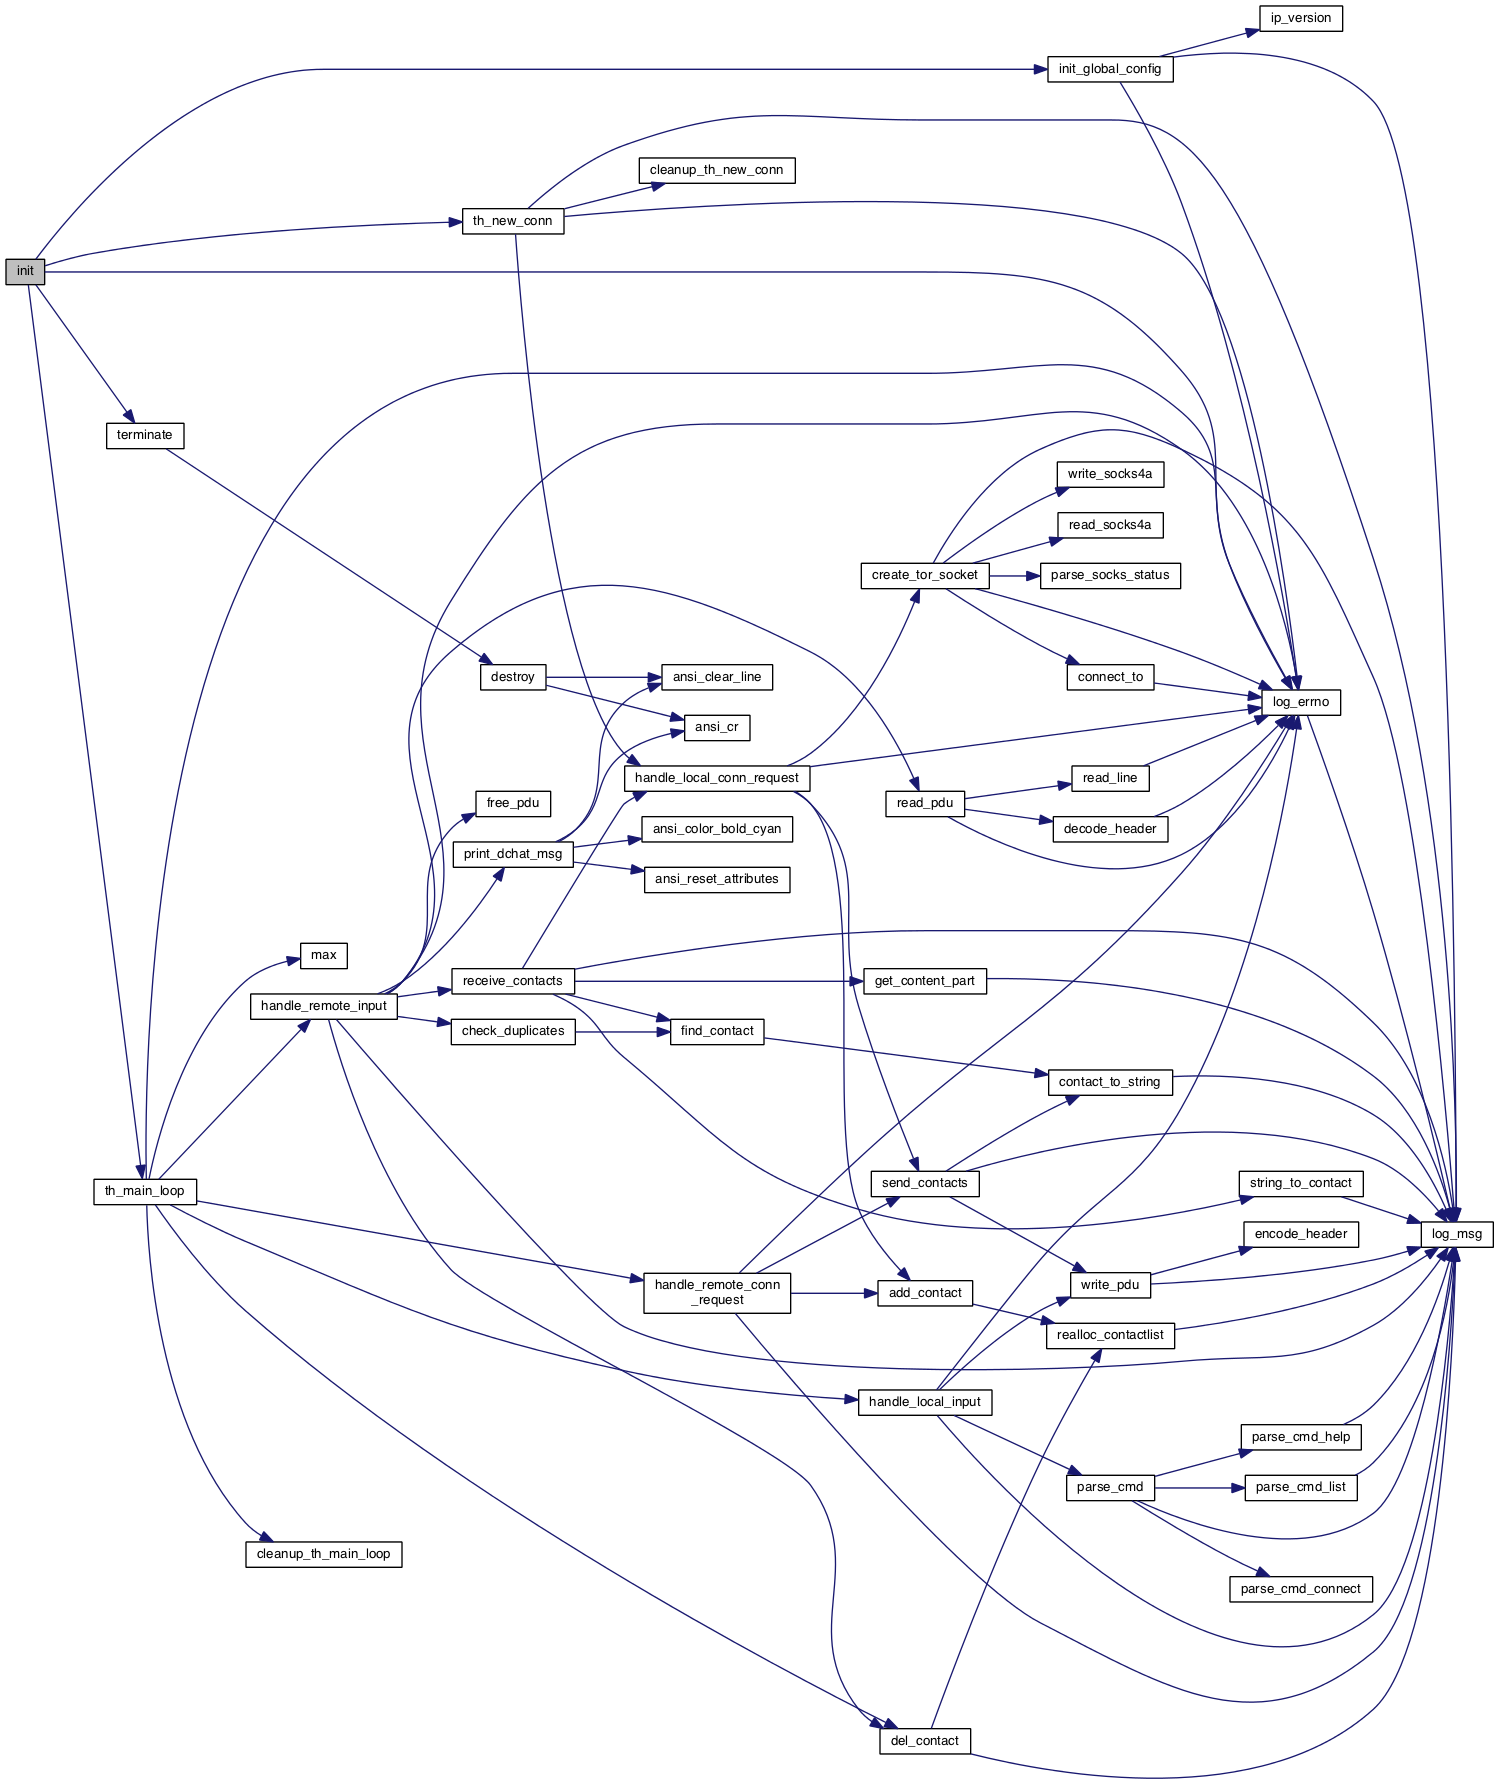 ip_version
init_global_config
cleanup_th_new_conn
th_new_conn
init
terminate
write_socks4a
read_socks4a
create_tor_socket
parse_socks_status
destroy
ansi_clear_line
connect_to
log_errno
ansi_cr
handle_local_conn_request
read_line
free_pdu
read_pdu
ansi_color_bold_cyan
decode_header
print_dchat_msg
ansi_reset_attributes
max
receive_contacts
get_content_part
handle_remote_input
check_duplicates
find_contact
contact_to_string
th_main_loop
send_contacts
string_to_contact
encode_header
log_msg
handle_remote_conn
_request
add_contact
write_pdu
realloc_contactlist
handle_local_input
parse_cmd_help
parse_cmd
parse_cmd_list
cleanup_th_main_loop
parse_cmd_connect
del_contact